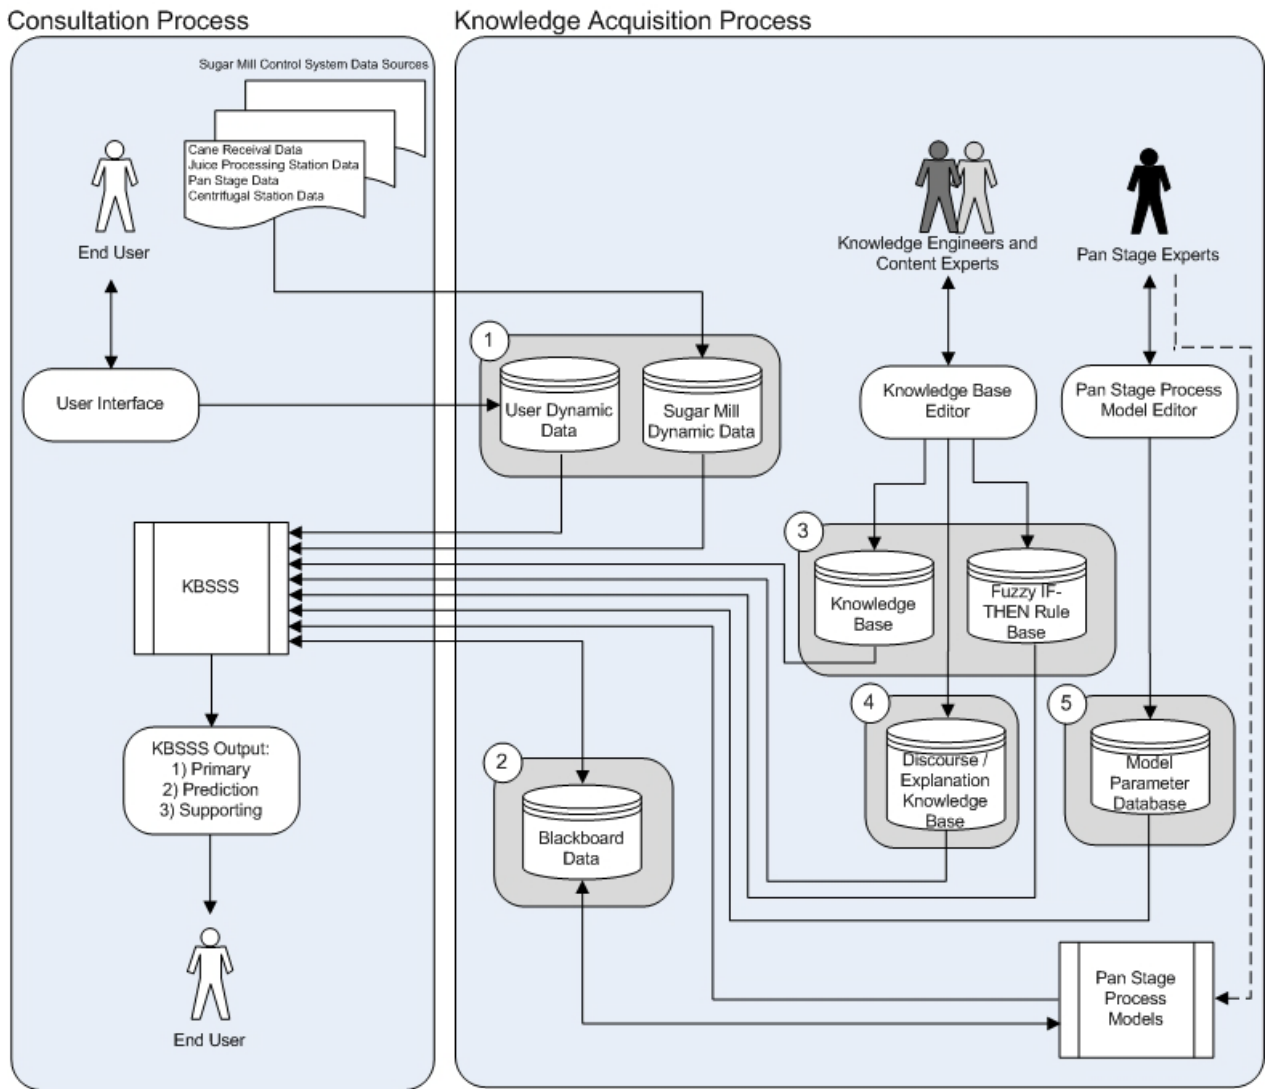 Consultation Process
Knowledge Acquisition Process
Sugar Mill Control System Data Sources
Cane Receival Data
Juice Processing Station Data
Pan Stage Data
Centrifugal Station Data
End User
Knowledge Engineers and
Content Experts
Pan Stage Experts
1
User Interface
User Dynamic
Data
Sugar Mill
Dynamic Data
Knowledge Base
Editor
Pan Stage Process
Model Editor
KBSSS
3
Knowledge
Base
Fuzzy IF-
THEN Rule
Base
KBSSS Output:
1) Primary
2) Prediction
3) Supporting
2
Blackboard
Data
4
Discourse /
Explanation
Knowledge
Base
5
Model
Parameter
Database
Pan Stage
Process
Models
End User